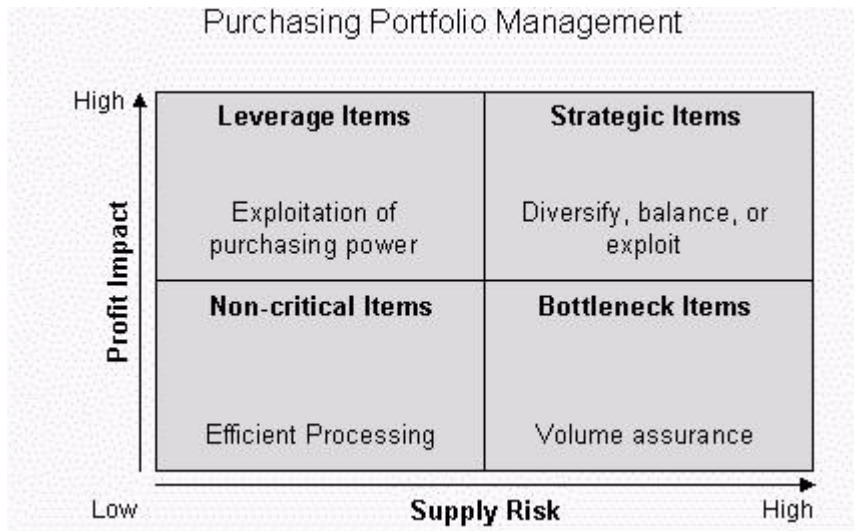 Purchasing Portfolio Management
High
Leverage Items
Strategic Items
Exploitation of
purchasing power
Diversify, balance, or
exploit
Profit Impact
Non-critical Items
Bottleneck Items
Efficient Processing
Volume assurance
Low
Supply Risk
High